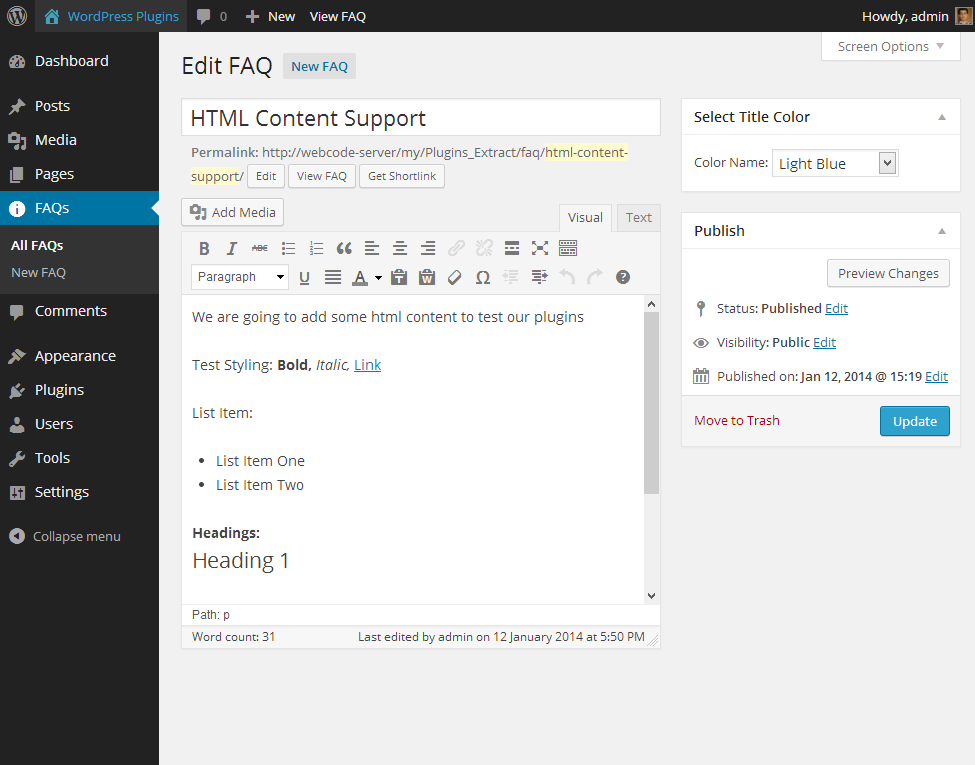 WordPress Plugins 0 New View FAQ Howdy, admin
Screen Options
Dashboard
Posts
Media
Pages
FAQs
All FAQs
New FAQ
Comments
Appearance
Plugins
Users
Tools
Settings
Collapse menu
Edit FAQ New FAQ
HTML Content Support
Permalink: http://webcode-server/my/Plugins_Extract/faq/html-content-
support/ Edit View FAQ Get Shortlink
Add Media
Visual Text
B I ABC
Paragraph U A T W Ω ?
We are going to add some html content to test our plugins
Test Styling: Bold, Italic, Link
List Item:
• List Item One
• List Item Two
Headings:
Heading 1
Path: p
Word count: 31 Last edited by admin on 12 January 2014 at 5:50 PM
Select Title Color
Color Name: Light Blue
Publish
Preview Changes
Status: Published Edit
Visibility: Public Edit
Published on: Jan 12, 2014 @ 15:19 Edit
Move to Trash Update